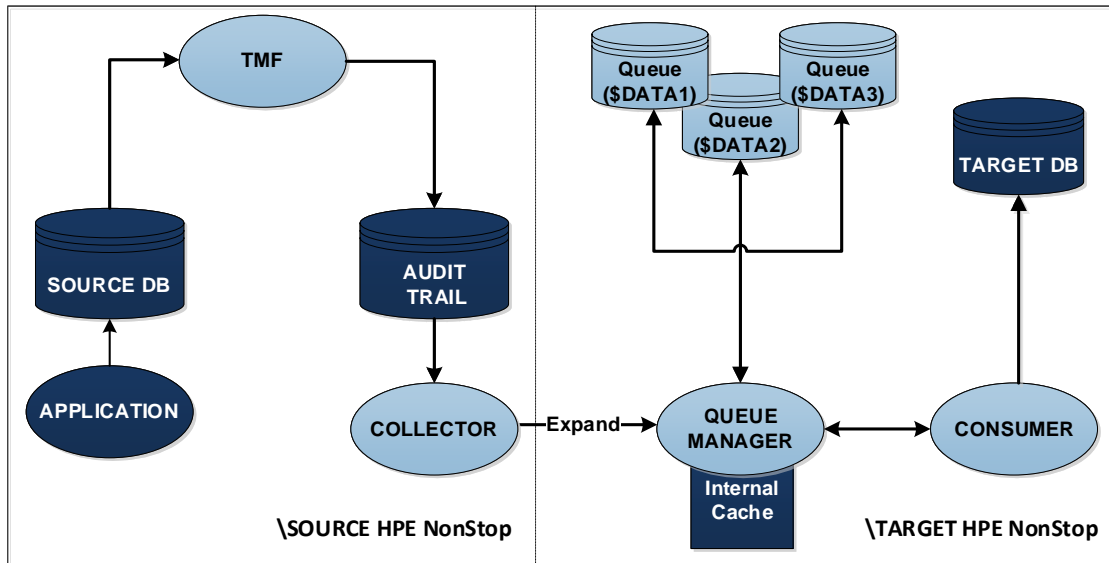 TMF
SOURCE DB
APPLICATION
AUDIT
TRAIL
COLLECTOR
\SOURCE HPE NonStop
Expand
Queue
($DATA1)
Queue
($DATA2)
Queue
($DATA3)
TARGET DB
QUEUE
MANAGER
Internal
Cache
CONSUMER
\TARGET HPE NonStop